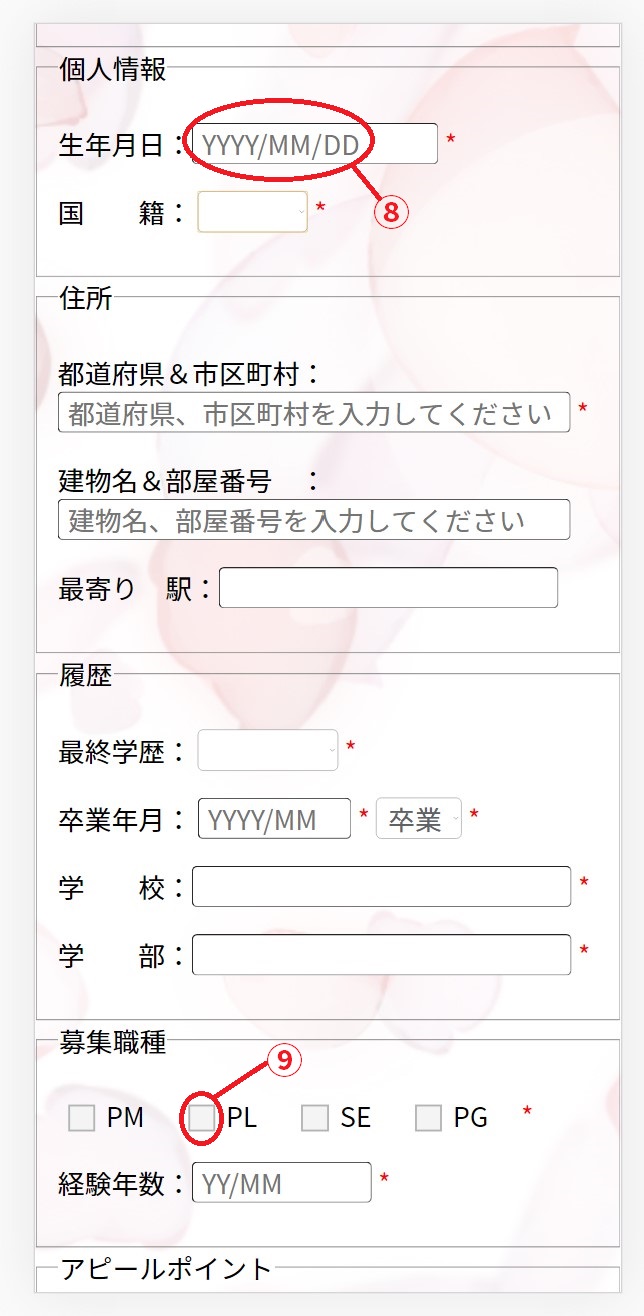 個人情報
生年月日： YYYY/MM/DD *
国　　籍： * ⑧
住所
都道府県＆市区町村：
都道府県、市区町村を入力してください *
建物名＆部屋番号　：
建物名、部屋番号を入力してください
最寄り　駅：
履歴
最終学歴： *
卒業年月： YYYY/MM * 卒業 *
学　　校： *
学　　部： *
募集職種
⑨
PM PL SE PG *
経験年数： YY/MM *
アピールポイント